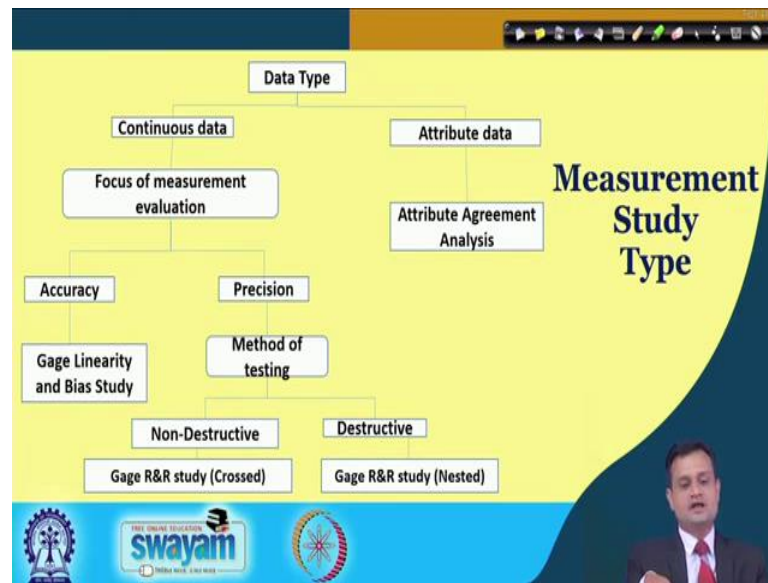 Data Type
Continuous data
Attribute data
Focus of measurement
evaluation
Attribute Agreement
Analysis
Measurement
Study
Type
Accuracy
Precision
Gage Linearity
and Bias Study
Method of
testing
Non-Destructive
Destructive
Gage R&R study (Crossed)
Gage R&R study (Nested)
FREE ONLINE EDUCATION
swayam